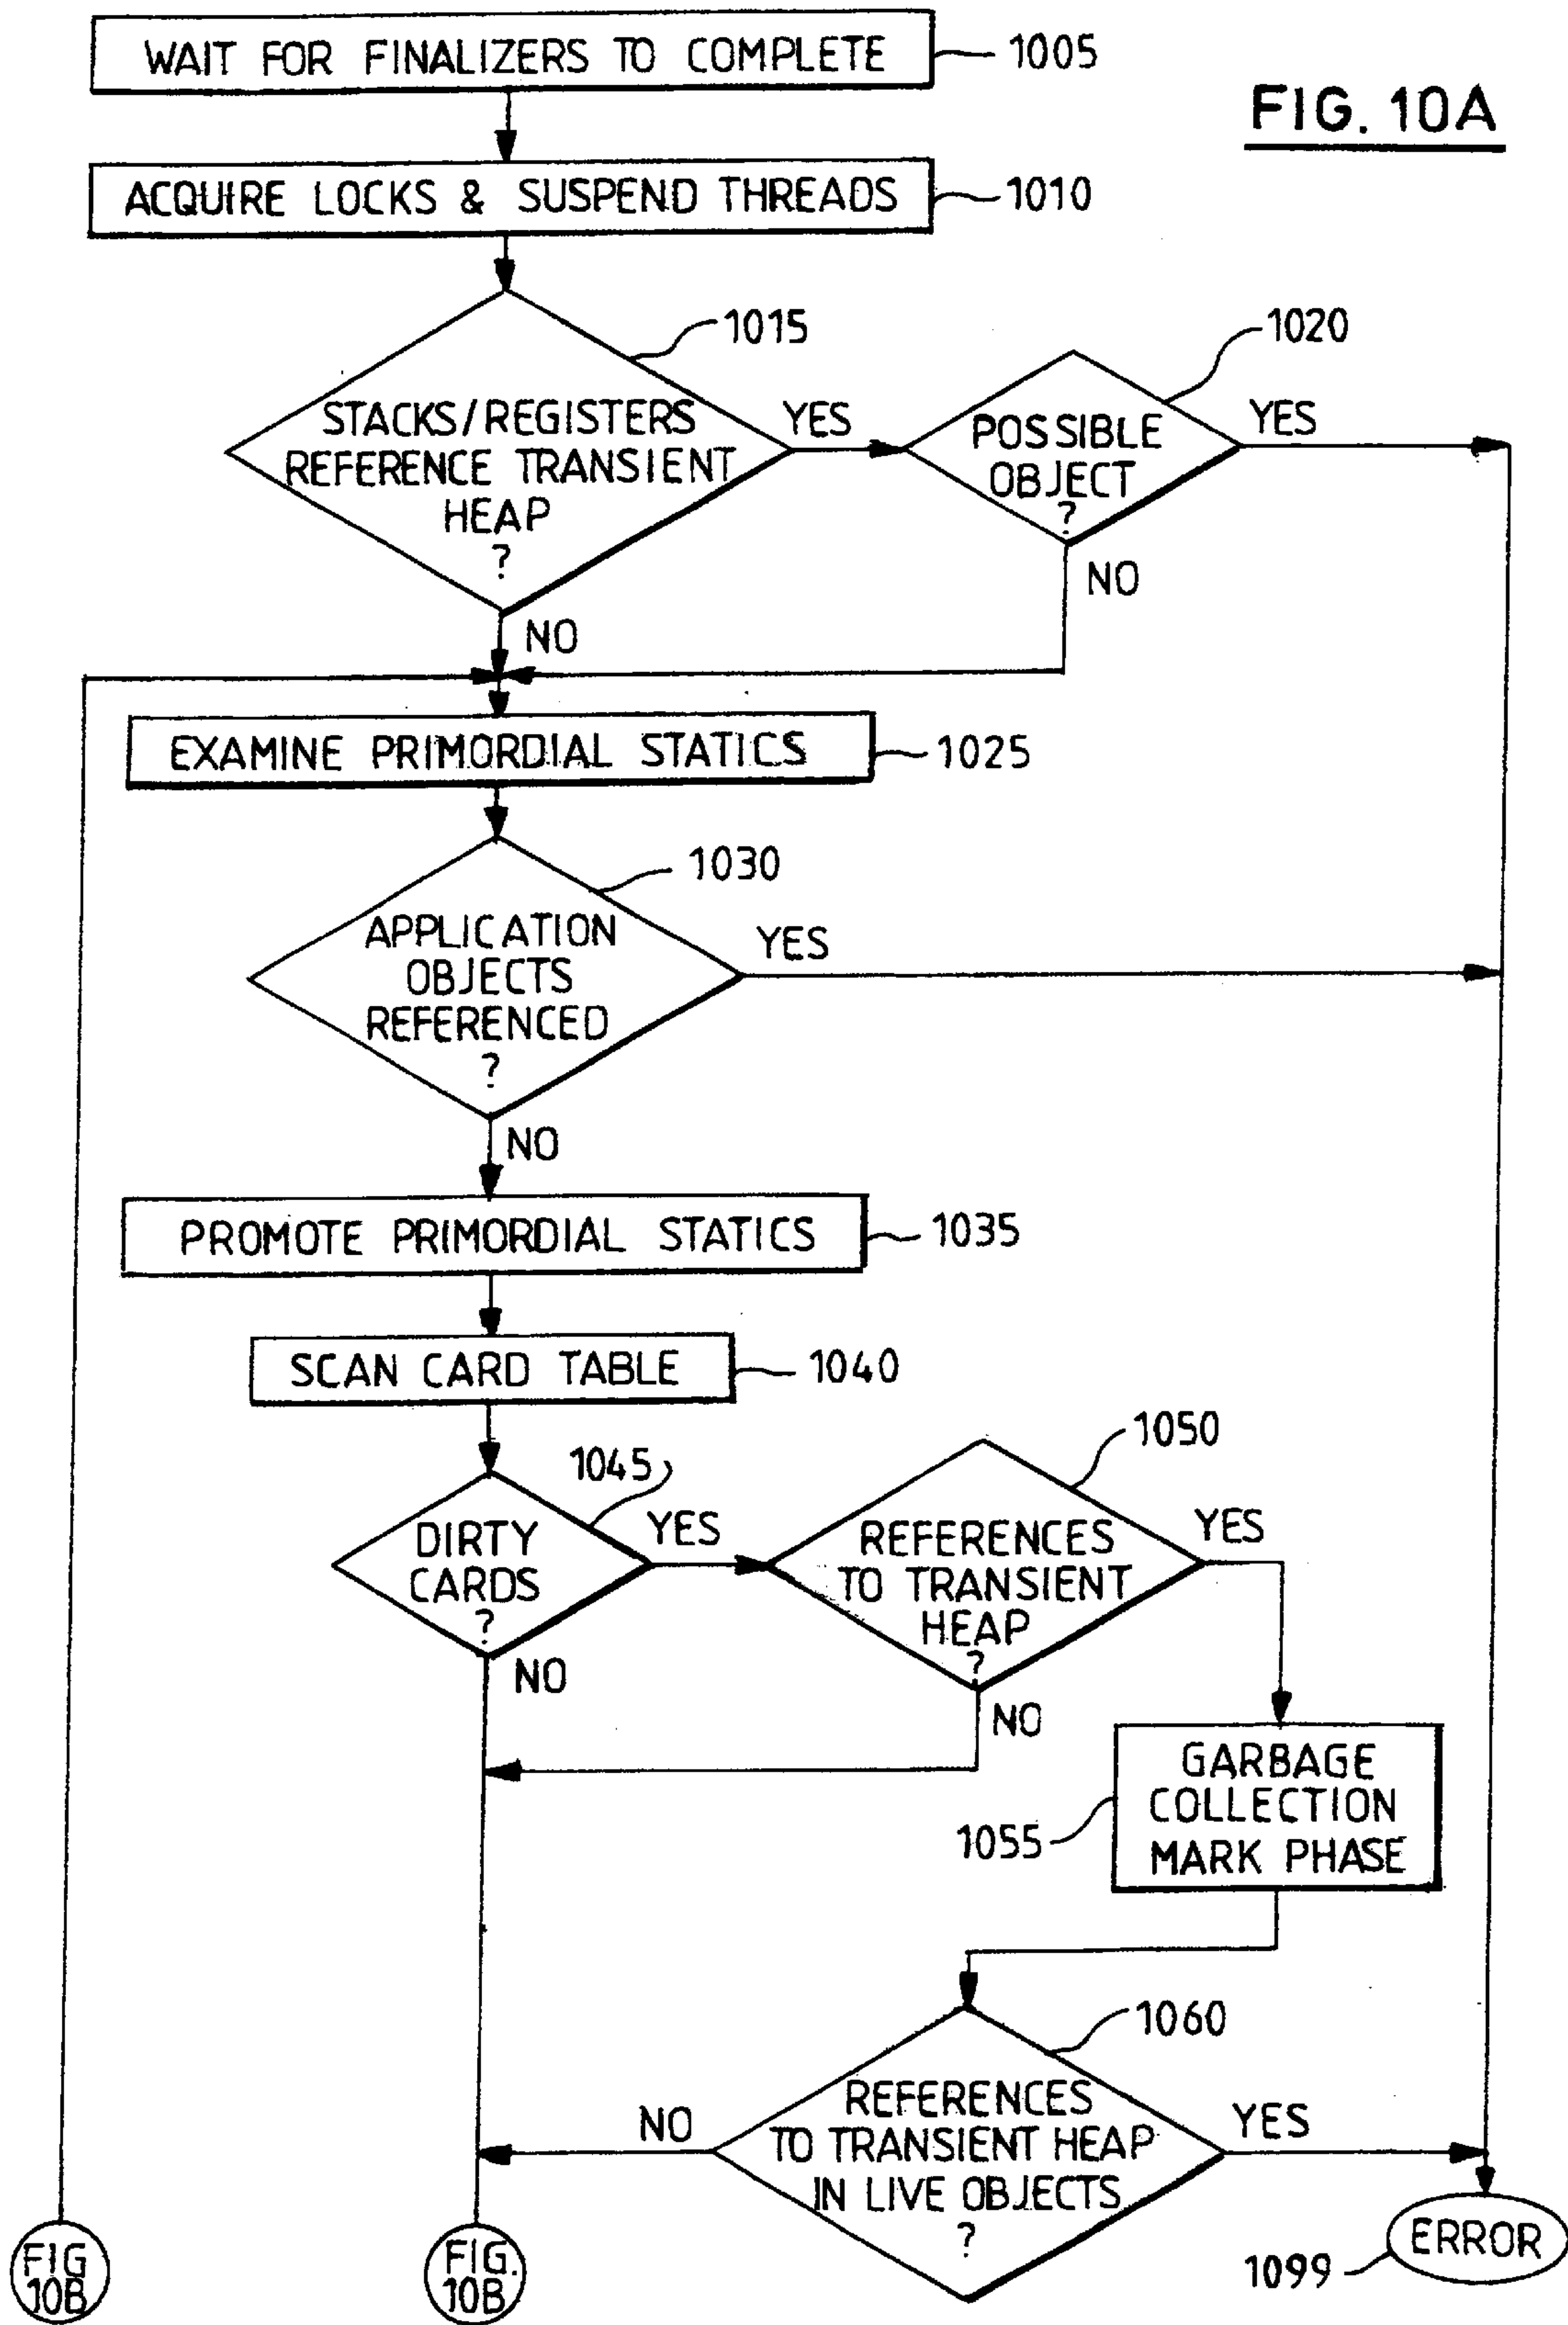 WAIT FOR FINALIZERS TO COMPLETE
1005
FIG. 10A
ACQUIRE LOCKS & SUSPEND THREADS
1010
1015
1020
STACKS/REGISTERS
REFERENCE TRANSIENT
HEAP
?
YES
POSSIBLE
OBJECT
?
YES
NO
NO
EXAMINE PRIMORDIAL STATICS
1025
1030
APPLICATION
OBJECTS
REFERENCED
?
YES
NO
PROMOTE PRIMORDIAL STATICS
1035
SCAN CARD TABLE
1040
1045
1050
DIRTY
CARDS
?
YES
REFERENCES
TO TRANSIENT
HEAP
?
YES
NO
NO
GARBAGE
COLLECTION
MARK PHASE
1055
1060
REFERENCES
TO TRANSIENT HEAP
IN LIVE OBJECTS
?
NO
YES
FIG
10B
FIG.
10B
ERROR
1099